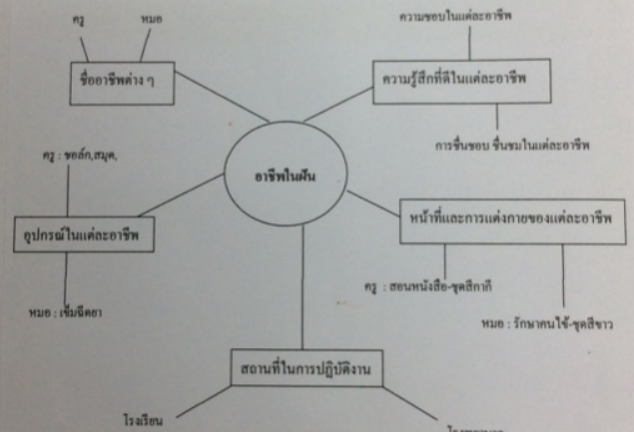 ครู
หมอ
ชื่ออาชีพต่าง ๆ
ความชอบในแต่ละอาชีพ
ความรู้สึกที่ดีในแต่ละอาชีพ
การชื่นชอบ ชื่นชมในแต่ละอาชีพ
อาชีพในฝัน
ครู : ชอล์ก,สมุด,
อุปกรณ์ในแต่ละอาชีพ
หมอ : เข็มฉีดยา
หน้าที่และการแต่งกายของแต่ละอาชีพ
ครู : สอนหนังสือ-ชุดสีกากี
หมอ : รักษาคนไข้-ชุดสีขาว
สถานที่ในการปฏิบัติงาน
โรงเรียน